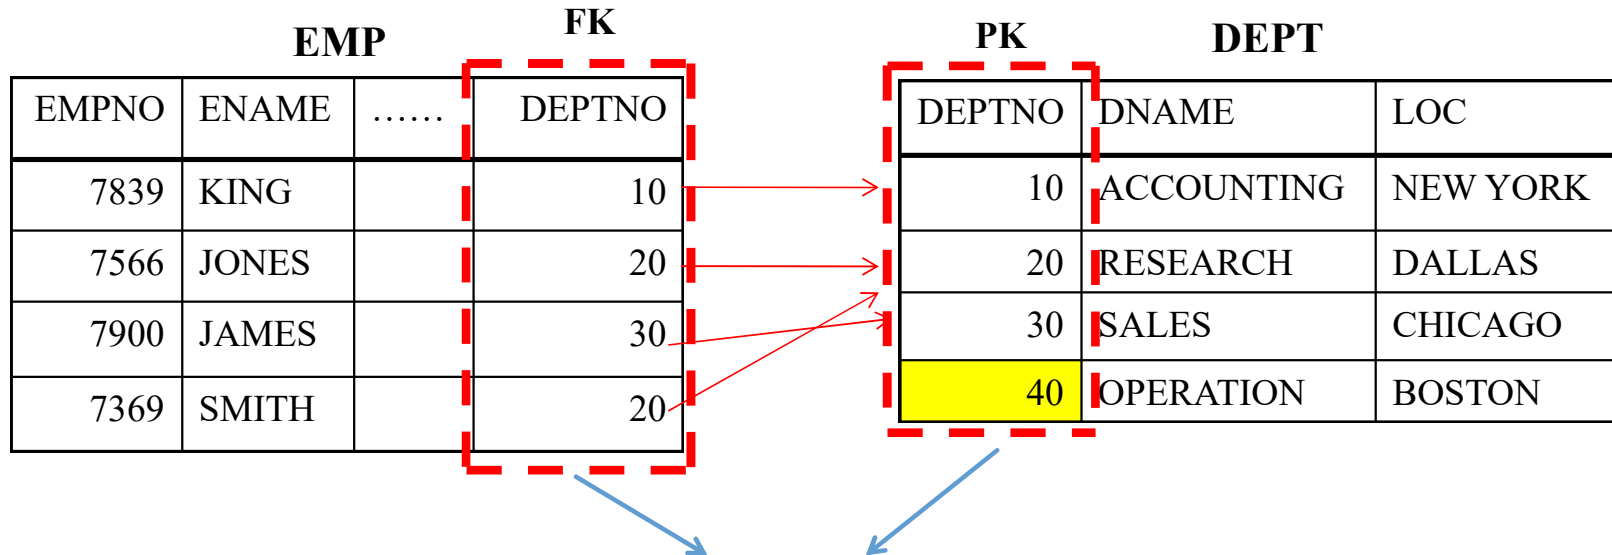 EMP FK
EMPNO ENAME …… DEPTNO
7839 KING 10
7566 JONES 20
7900 JAMES 30
7369 SMITH 20
PK DEPT
DEPTNO DNAME LOC
10 ACCOUNTING NEW YORK
20 RESEARCH DALLAS
30 SALES CHICAGO
40 OPERATION BOSTON